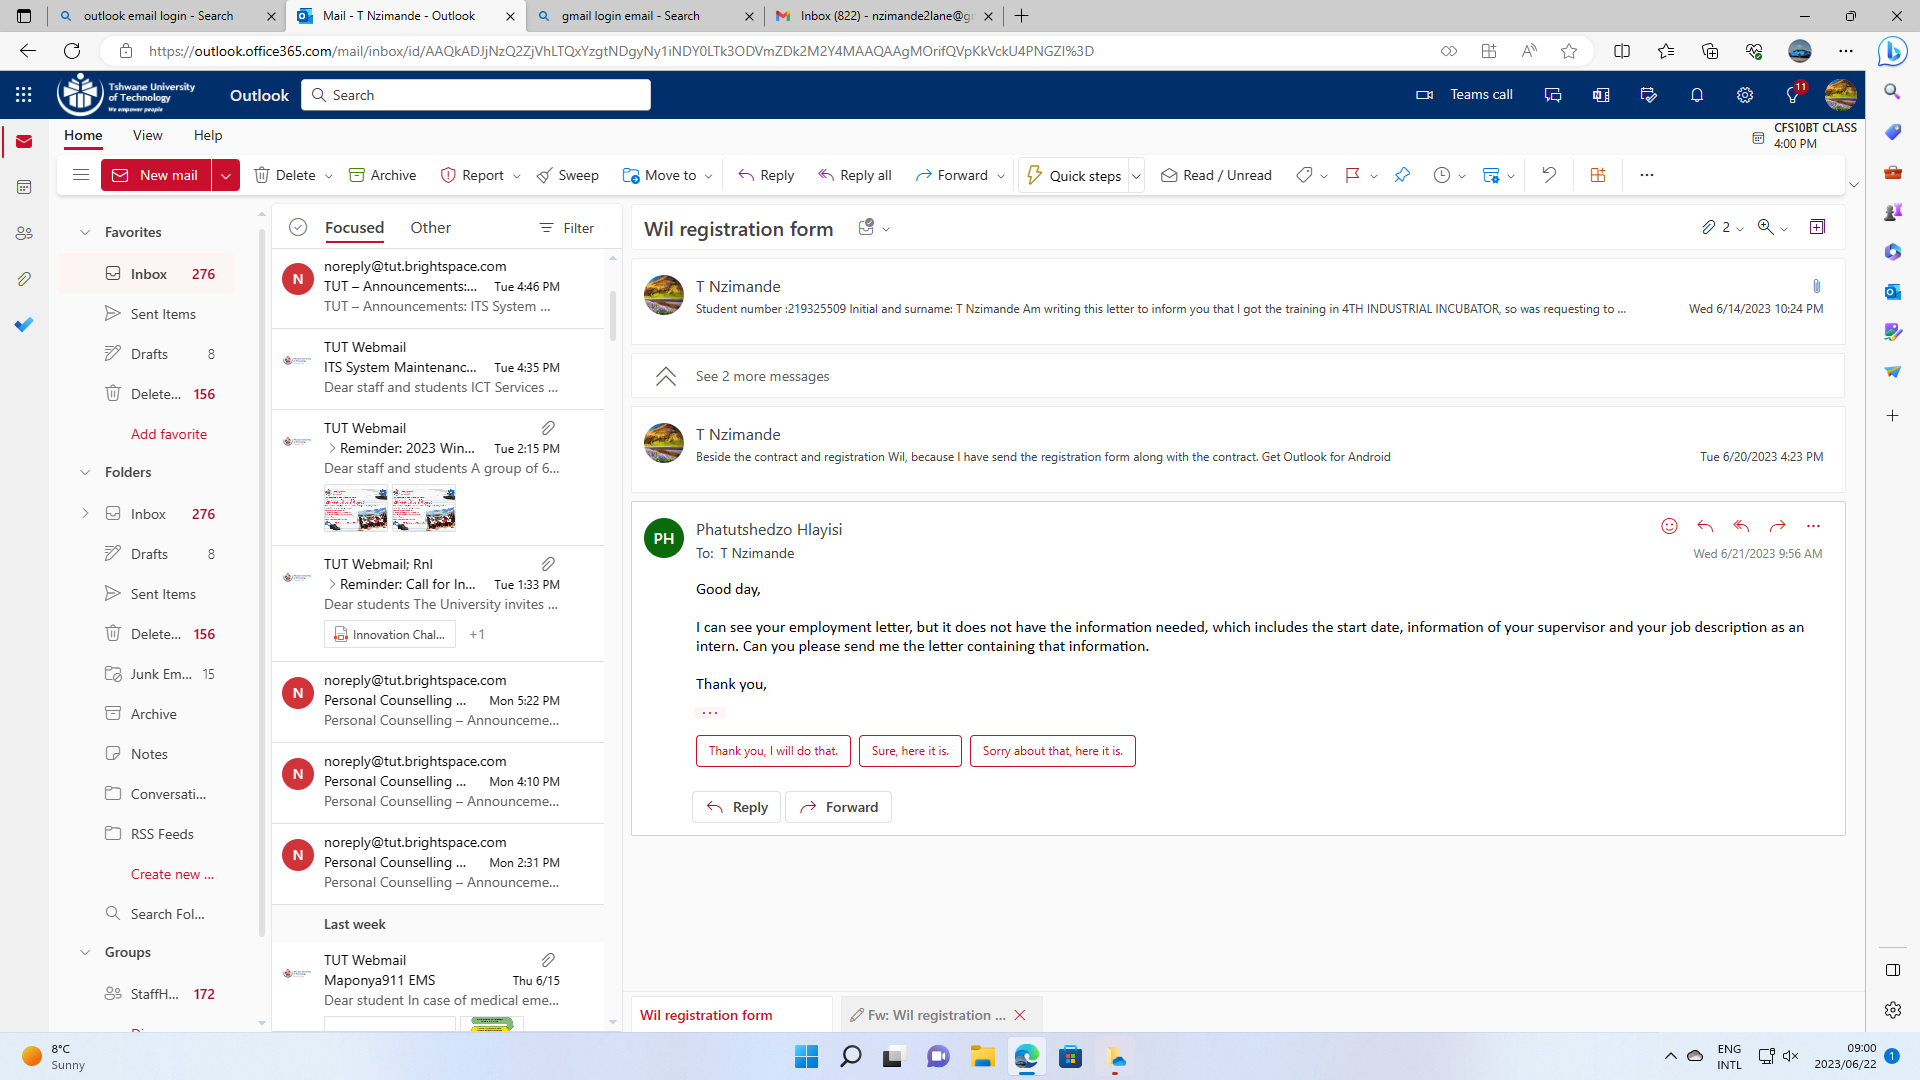 outlook email login - Search
Mail - T Nzimande - Outlook
gmail login email - Search
Inbox (822) - nzimande2lane@gr
https://outlook.office365.com/mail/inbox/id/AAQkADJjNzQ2ZjVhLTQxYzgtNDgyNy1iNDY0LTk3ODVmZDk2M2Y4MAAQAAgMOrifQVpKkVckU4PNGZI%3D
Tshwane University
of Technology
We empower people
Outlook
Search
Teams call
11
Home
View
Help
CFS10BT CLASS
4:00 PM
New mail
Delete
Archive
Report
Sweep
Move to
Reply
Reply all
Forward
Quick steps
Read / Unread
Favorites
Inbox 276
Sent Items
Drafts 8
Delete... 156
Add favorite
Folders
Inbox 276
Drafts 8
Sent Items
Delete... 156
Junk Em... 15
Archive
Notes
Conversati...
RSS Feeds
Create new ...
Search Fol...
Groups
StaffH... 172
Focused
Other
Filter
N
noreply@tut.brightspace.com
TUT – Announcements:... Tue 4:46 PM
TUT – Announcements: ITS System ...
TUT Webmail
ITS System Maintenanc... Tue 4:35 PM
Dear staff and students ICT Services ...
TUT Webmail
Reminder: 2023 Win... Tue 2:15 PM
Dear staff and students A group of 6...
TUT Webmail; RnI
Reminder: Call for In... Tue 1:33 PM
Dear students The University invites ...
Innovation Chal... +1
N
noreply@tut.brightspace.com
Personal Counselling ... Mon 5:22 PM
Personal Counselling – Announceme...
N
noreply@tut.brightspace.com
Personal Counselling ... Mon 4:10 PM
Personal Counselling – Announceme...
N
noreply@tut.brightspace.com
Personal Counselling ... Mon 2:31 PM
Personal Counselling – Announceme...
Last week
TUT Webmail
Maponya911 EMS Thu 6/15
Dear student In case of medical eme...
Wil registration form
2
T Nzimande
Student number :219325509 Initial and surname: T Nzimande Am writing this letter to inform you that I got the training in 4TH INDUSTRIAL INCUBATOR, so was requesting to ... Wed 6/14/2023 10:24 PM
See 2 more messages
T Nzimande
Beside the contract and registration Wil, because I have send the registration form along with the contract. Get Outlook for Android Tue 6/20/2023 4:23 PM
PH
Phatutshedzo Hlayisi
To: T Nzimande
Wed 6/21/2023 9:56 AM
Good day,
I can see your employment letter, but it does not have the information needed, which includes the start date, information of your supervisor and your job description as an
intern. Can you please send me the letter containing that information.
Thank you,
...
Thank you, I will do that.
Sure, here it is.
Sorry about that, here it is.
Reply
Forward
Wil registration form
Fw: Wil registration ...
8°C
Sunny
ENG
INTL
09:00
2023/06/22
1